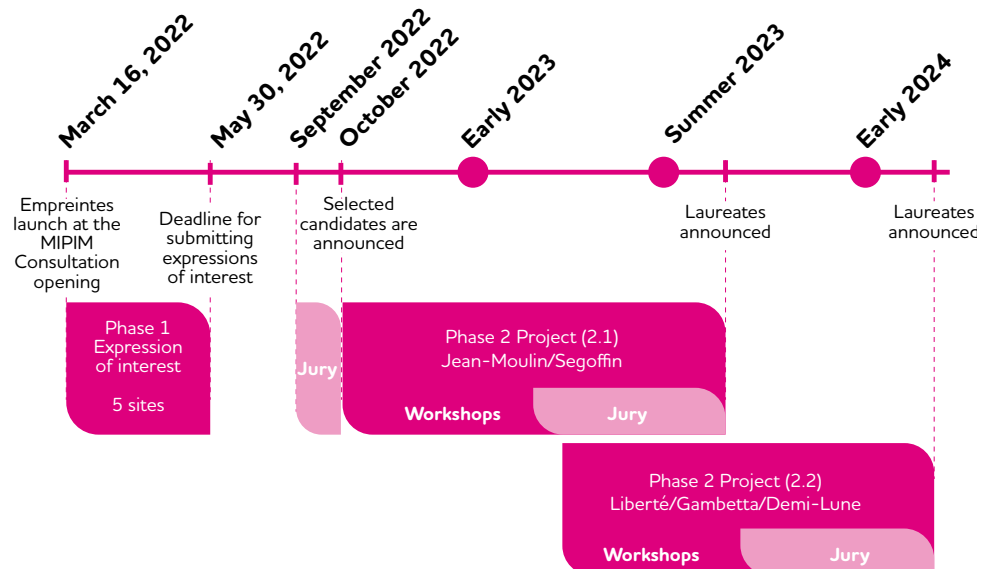 March 16, 2022
May 30, 2022
September 2022
October 2022
Early 2023
Summer 2023
Early 2024
Empreintes
launch at the
MIPIM
Consultation
opening
Deadline for
submitting
expressions
of interest
Selected
candidates are
announced
Laureates
announced
Laureates
announced
Phase 1
Expression
of interest
5 sites
Jury
Phase 2 Project (2.1)
Jean-Moulin/Segoffin
Workshops
Jury
Phase 2 Project (2.2)
Liberté/Gambetta/Demi-Lune
Workshops
Jury